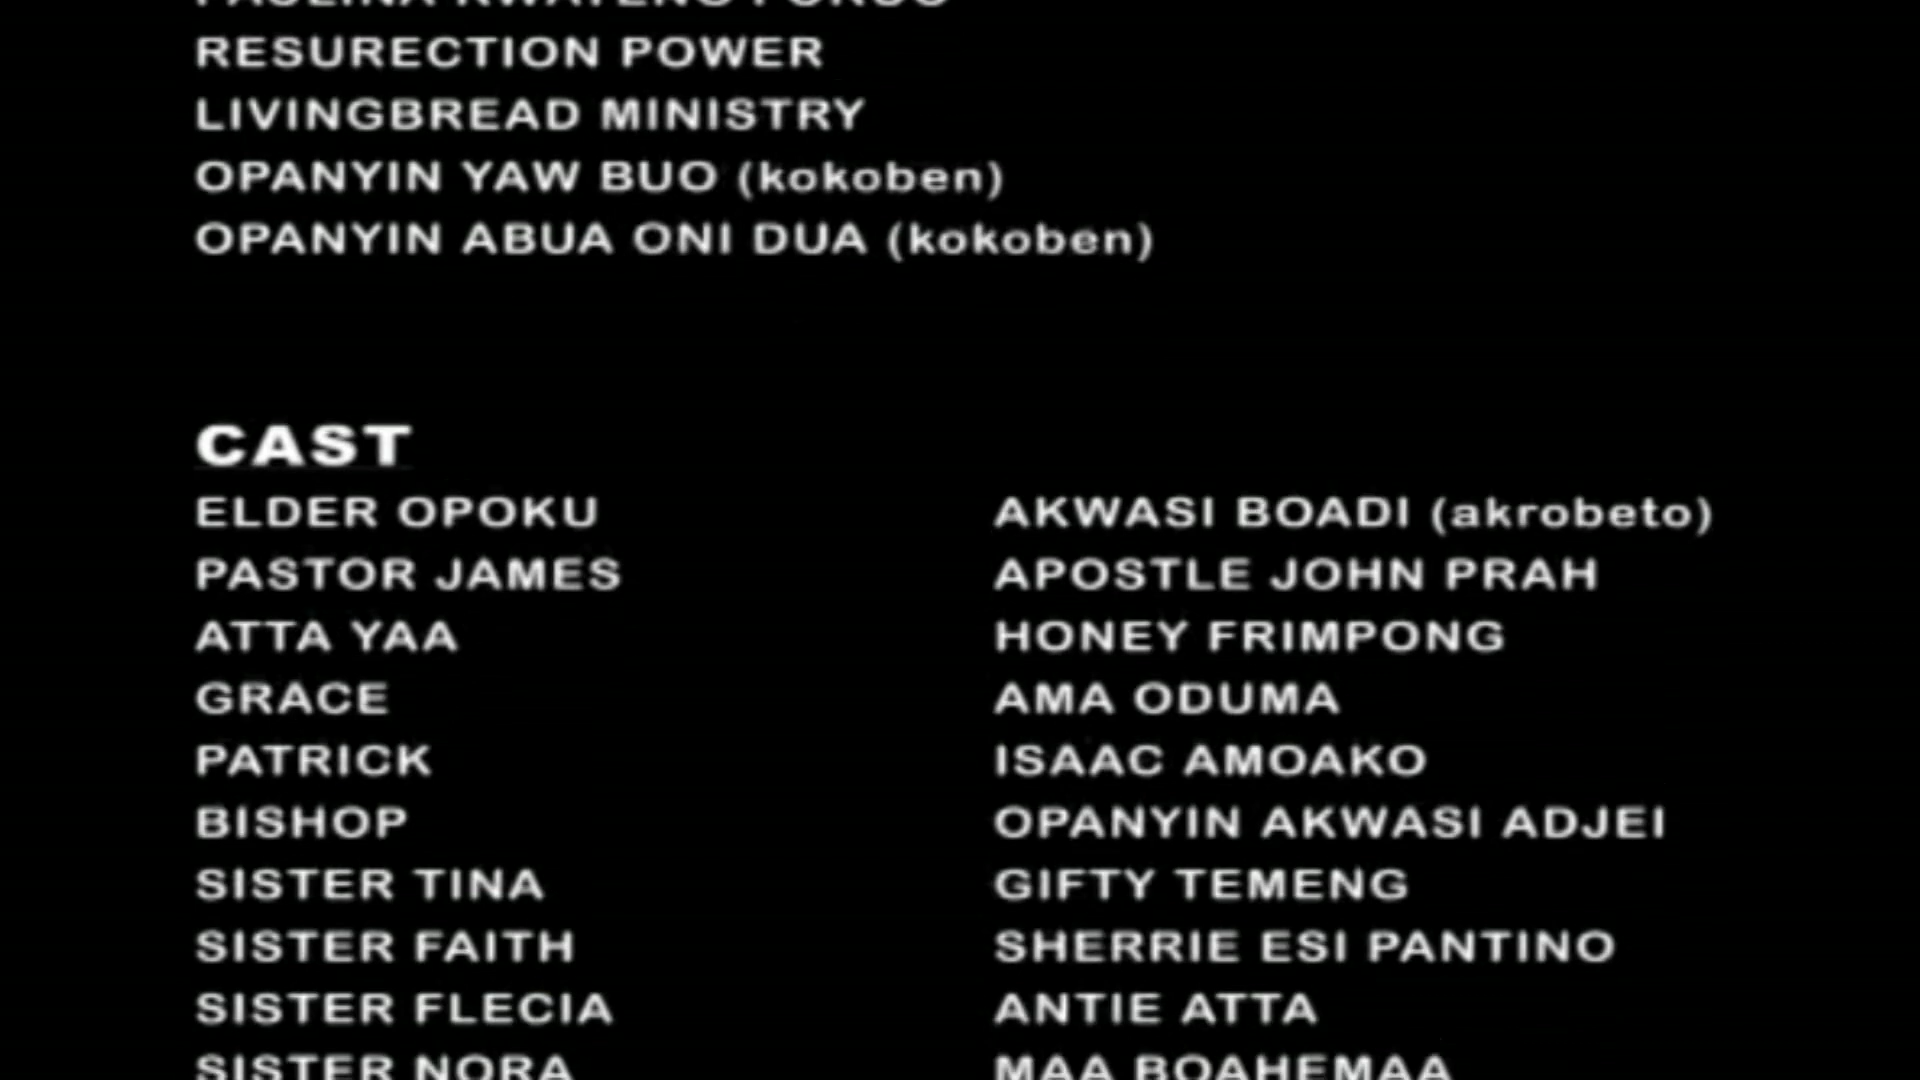 RESURECTION POWER
LIVINGBREAD MINISTRY
OPANYIN YAW BUO (kokoben)
OPANYIN ABUA ONI DUA (kokoben)
CAST
ELDER OPOKU AKWASI BOADI (akrobeto)
PASTOR JAMES APOSTLE JOHN PRAH
ATTA YAA HONEY FRIMPONG
GRACE AMA ODUMA
PATRICK ISAAC AMOAKO
BISHOP OPANYIN AKWASI ADJEI
SISTER TINA GIFTY TEMENG
SISTER FAITH SHERRIE ESI PANTINO
SISTER FLECIA ANTIE ATTA
SISTER NORA MAA BOAHEMAA